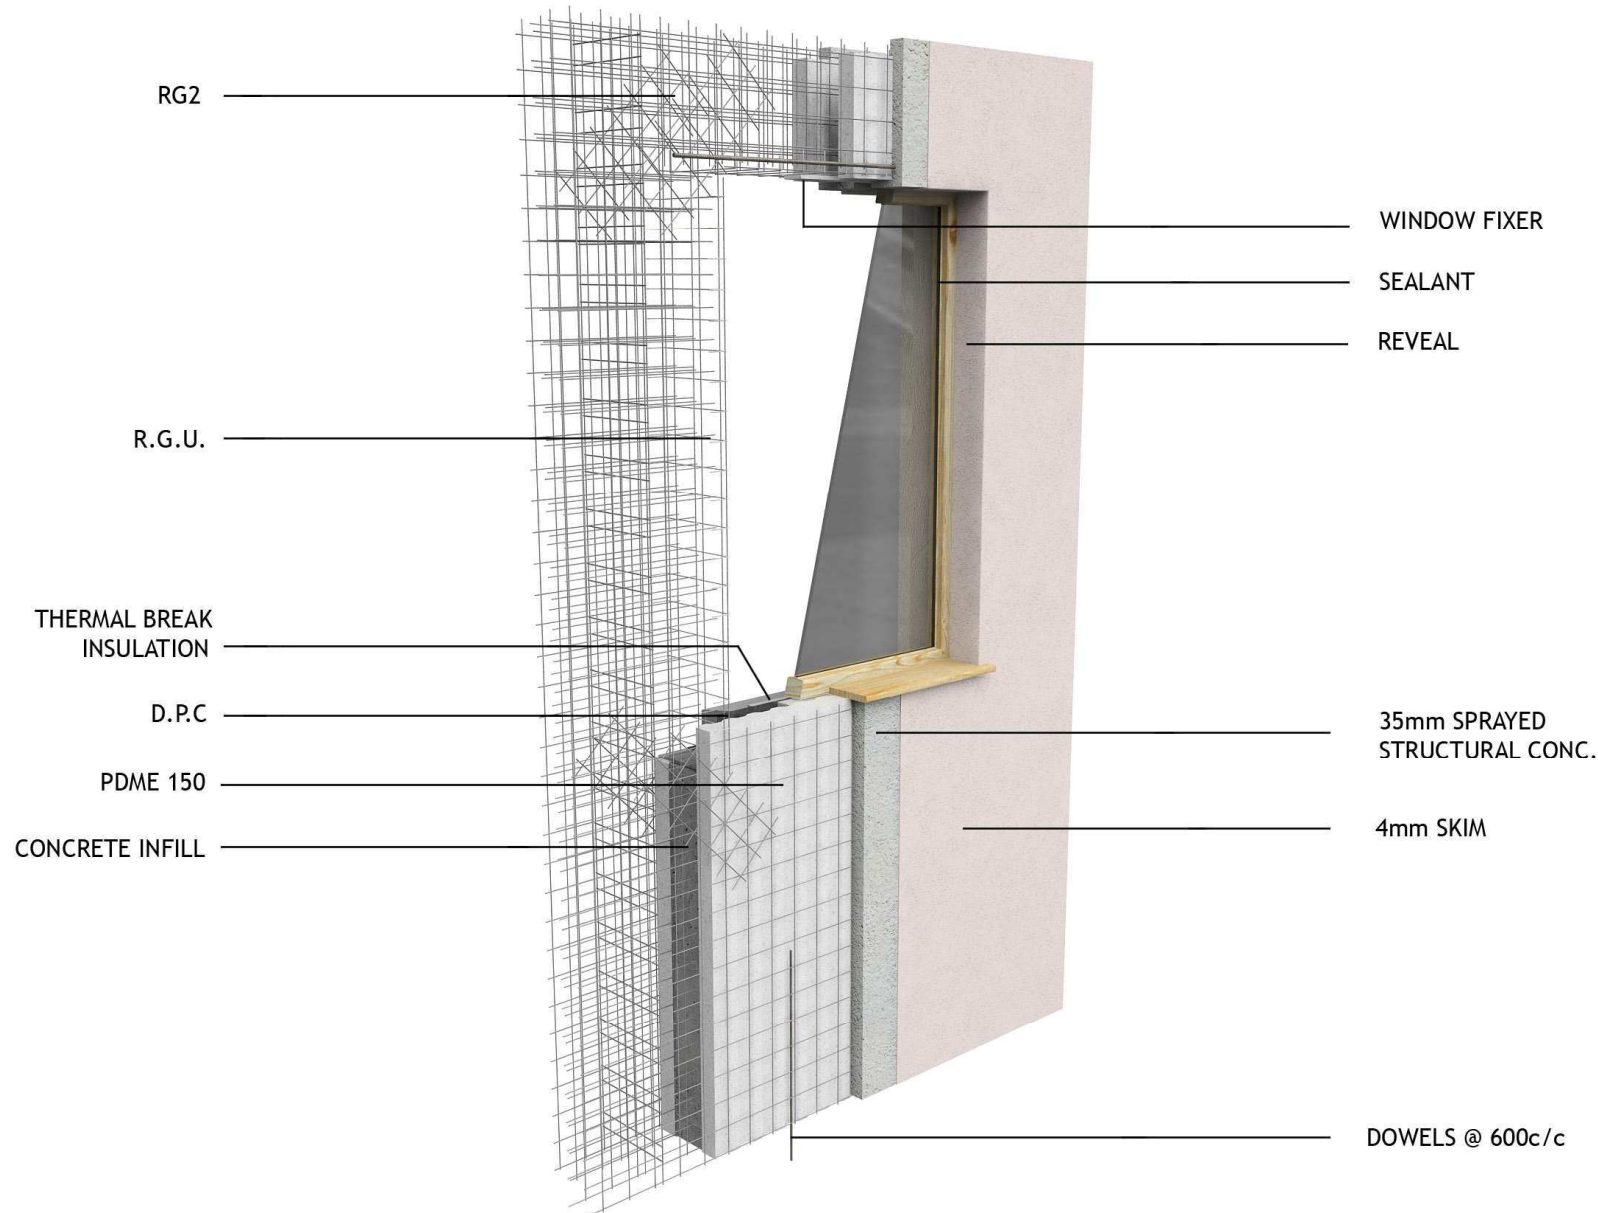 RG2
R.G.U.
THERMAL BREAK
INSULATION
D.P.C
PDME 150
CONCRETE INFILL
WINDOW FIXER
SEALANT
REVEAL
35mm SPRAYED
STRUCTURAL CONC.
4mm SKIM
DOWELS @ 600c/c